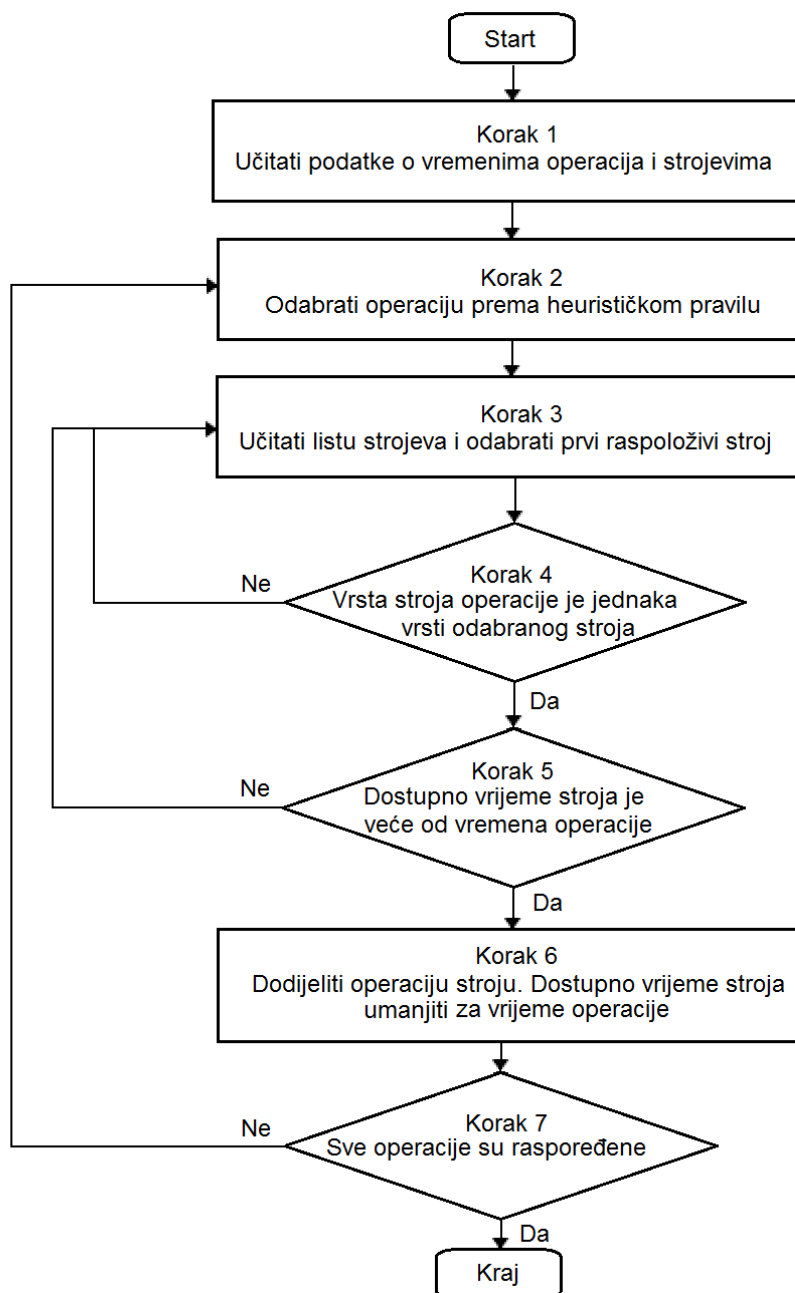 Start
Korak 1
Učitati podatke o vremenima operacija i strojevima
Korak 2
Odabrati operaciju prema heurističkom pravilu
Korak 3
Učitati listu strojeva i odabrati prvi raspoloživi stroj
Ne
Korak 4
Vrsta stroja operacije je jednaka
vrsti odabranog stroja
Da
Ne
Korak 5
Dostupno vrijeme stroja je
veće od vremena operacije
Da
Korak 6
Dodijeliti operaciju stroju. Dostupno vrijeme stroja
umanjiti za vrijeme operacije
Ne
Korak 7
Sve operacije su raspoređene
Da
Kraj